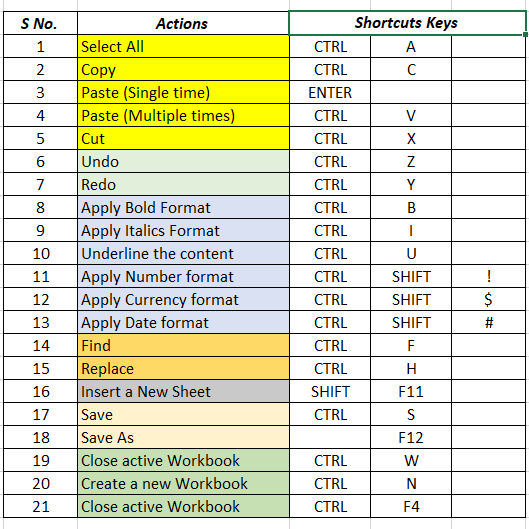 S No. Actions Shortcuts Keys
1 Select All CTRL A
2 Copy CTRL C
3 Paste (Single time) ENTER
4 Paste (Multiple times) CTRL V
5 Cut CTRL X
6 Undo CTRL Z
7 Redo CTRL Y
8 Apply Bold Format CTRL B
9 Apply Italics Format CTRL I
10 Underline the content CTRL U
11 Apply Number format CTRL SHIFT !
12 Apply Currency format CTRL SHIFT $
13 Apply Date format CTRL SHIFT #
14 Find CTRL F
15 Replace CTRL H
16 Insert a New Sheet SHIFT F11
17 Save CTRL S
18 Save As F12
19 Close active Workbook CTRL W
20 Create a new Workbook CTRL N
21 Close active Workbook CTRL F4